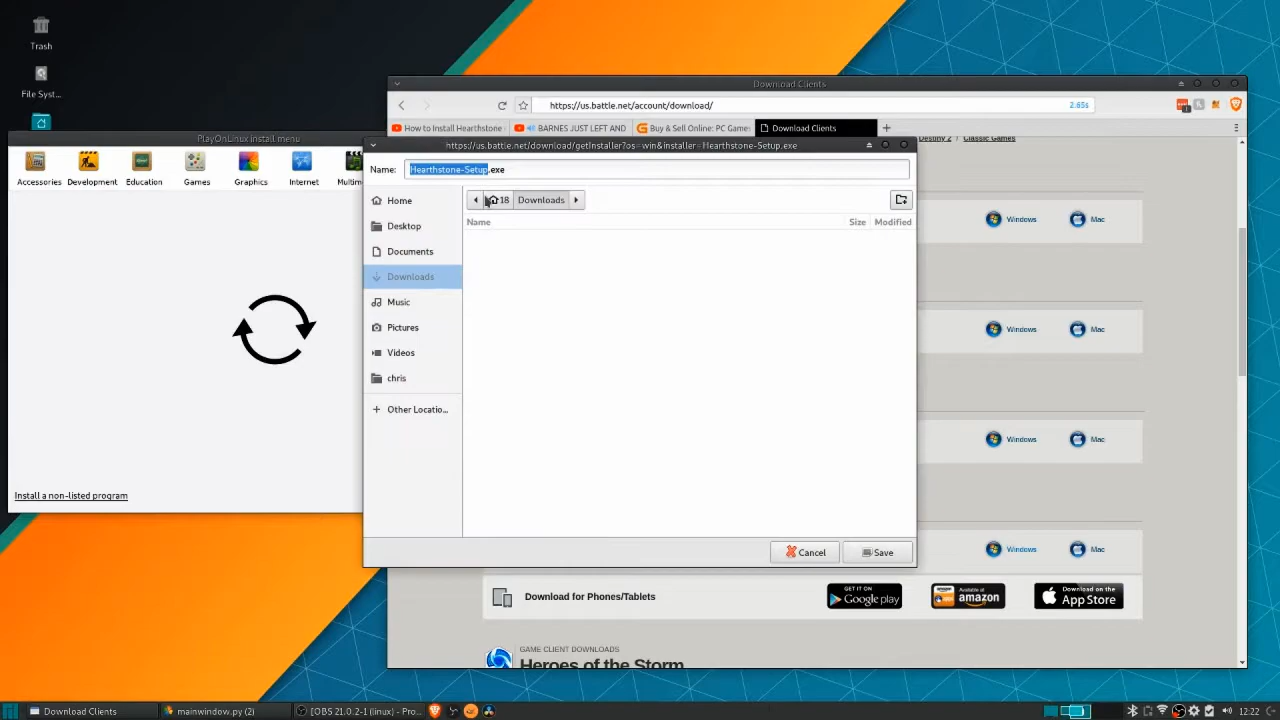 Trash
File Syst...
Download Clients
https://us.battle.net/account/download/
2.65s
How to Install Hearthstone
BARNES JUST LEFT AND
Buy & Sell Online: PC Game:
Download Clients
PlayOnLinux install menu
Accessories
Development
Education
Games
Graphics
Internet
Multim
Install a non-listed program
https://us.battle.net/download/getInstaller?os=win&installer=Hearthstone-Setup.exe
Name:
Hearthstone-Setup.exe
18
Downloads
Name
Size
Modified
Home
Desktop
Documents
Downloads
Music
Pictures
Videos
chris
Other Locatio...
Cancel
Save
Destiny 2 / Classic Games
Windows
Mac
Windows
Mac
Windows
Mac
Windows
Mac
Download for Phones/Tablets
GET IT ON
Google play
Available at
amazon
Download on the
App Store
GAME CLIENT DOWNLOADS
Heroes of the Storm
Download Clients
mainwindow.py (2)
[OBS 21.0.2-1 (linux) - Pro...
12:22